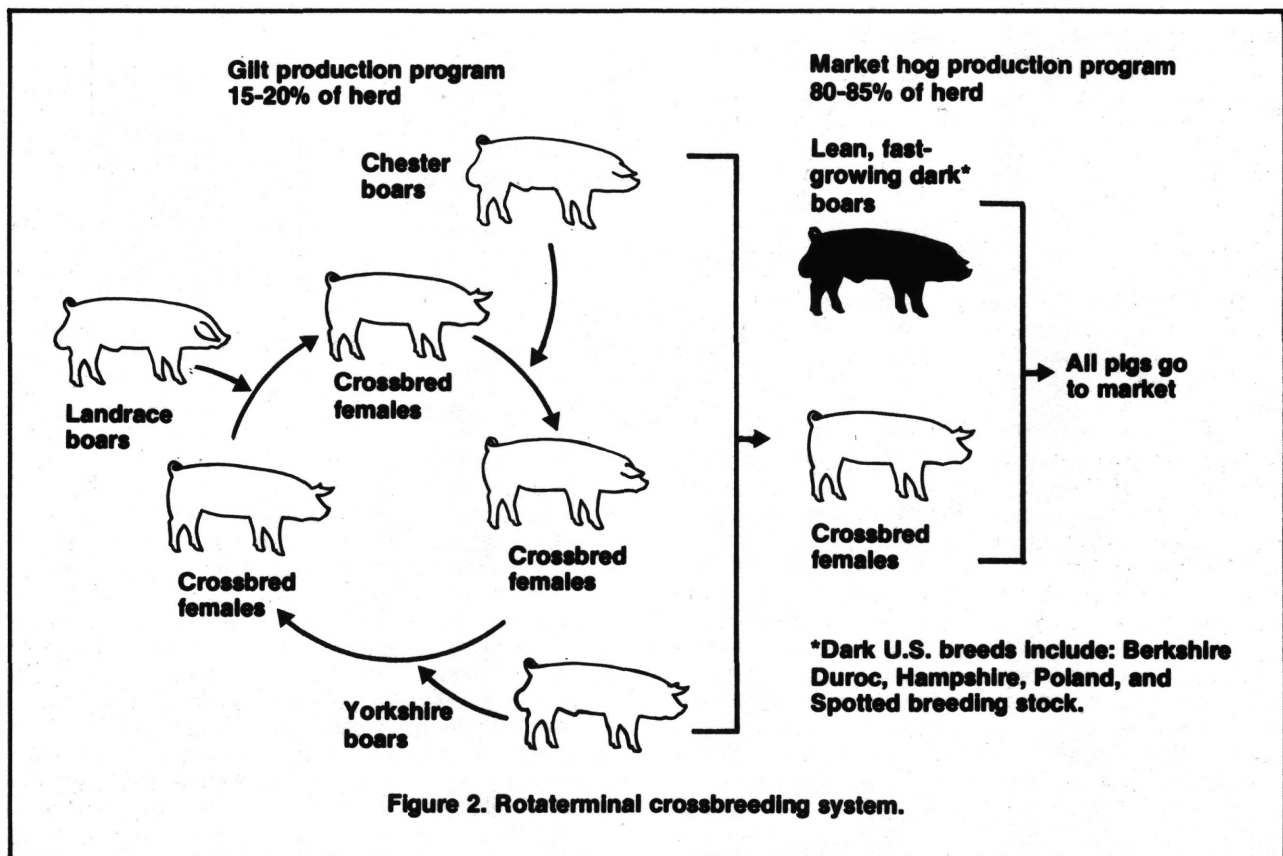 Gilt production program
15-20% of herd
Chester
boars
Landrace
boars
Crossbred
females
Crossbred
females
Crossbred
females
Yorkshire
boars
Market hog production program
80-85% of herd
Lean, fast-
growing dark*
boars
Crossbred
females
All pigs go
to market
*Dark U.S. breeds include: Berkshire
Duroc, Hampshire, Poland, and
Spotted breeding stock.
Figure 2. Rotaterminal crossbreeding system.